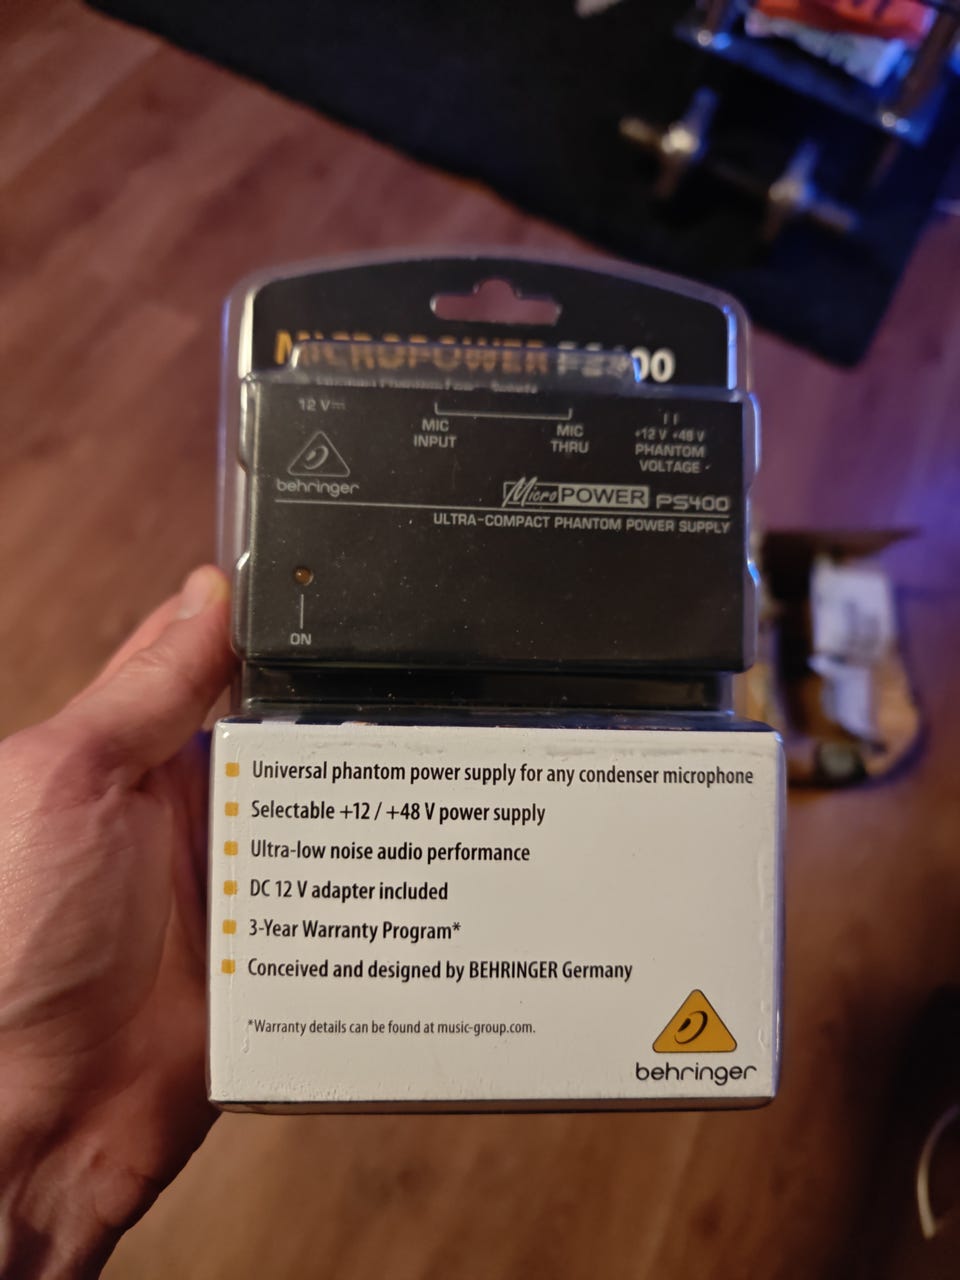 MICROPOWER PS400
12 V
MIC
INPUT
MIC
THRU
+12 V +48 V
PHANTOM
VOLTAGE
behringer
MicroPOWER PS400
ULTRA-COMPACT PHANTOM POWER SUPPLY
ON
Universal phantom power supply for any condenser microphone
Selectable +12 / +48 V power supply
Ultra-low noise audio performance
DC 12 V adapter included
3-Year Warranty Program*
Conceived and designed by BEHRINGER Germany
*Warranty details can be found at music-group.com.
behringer